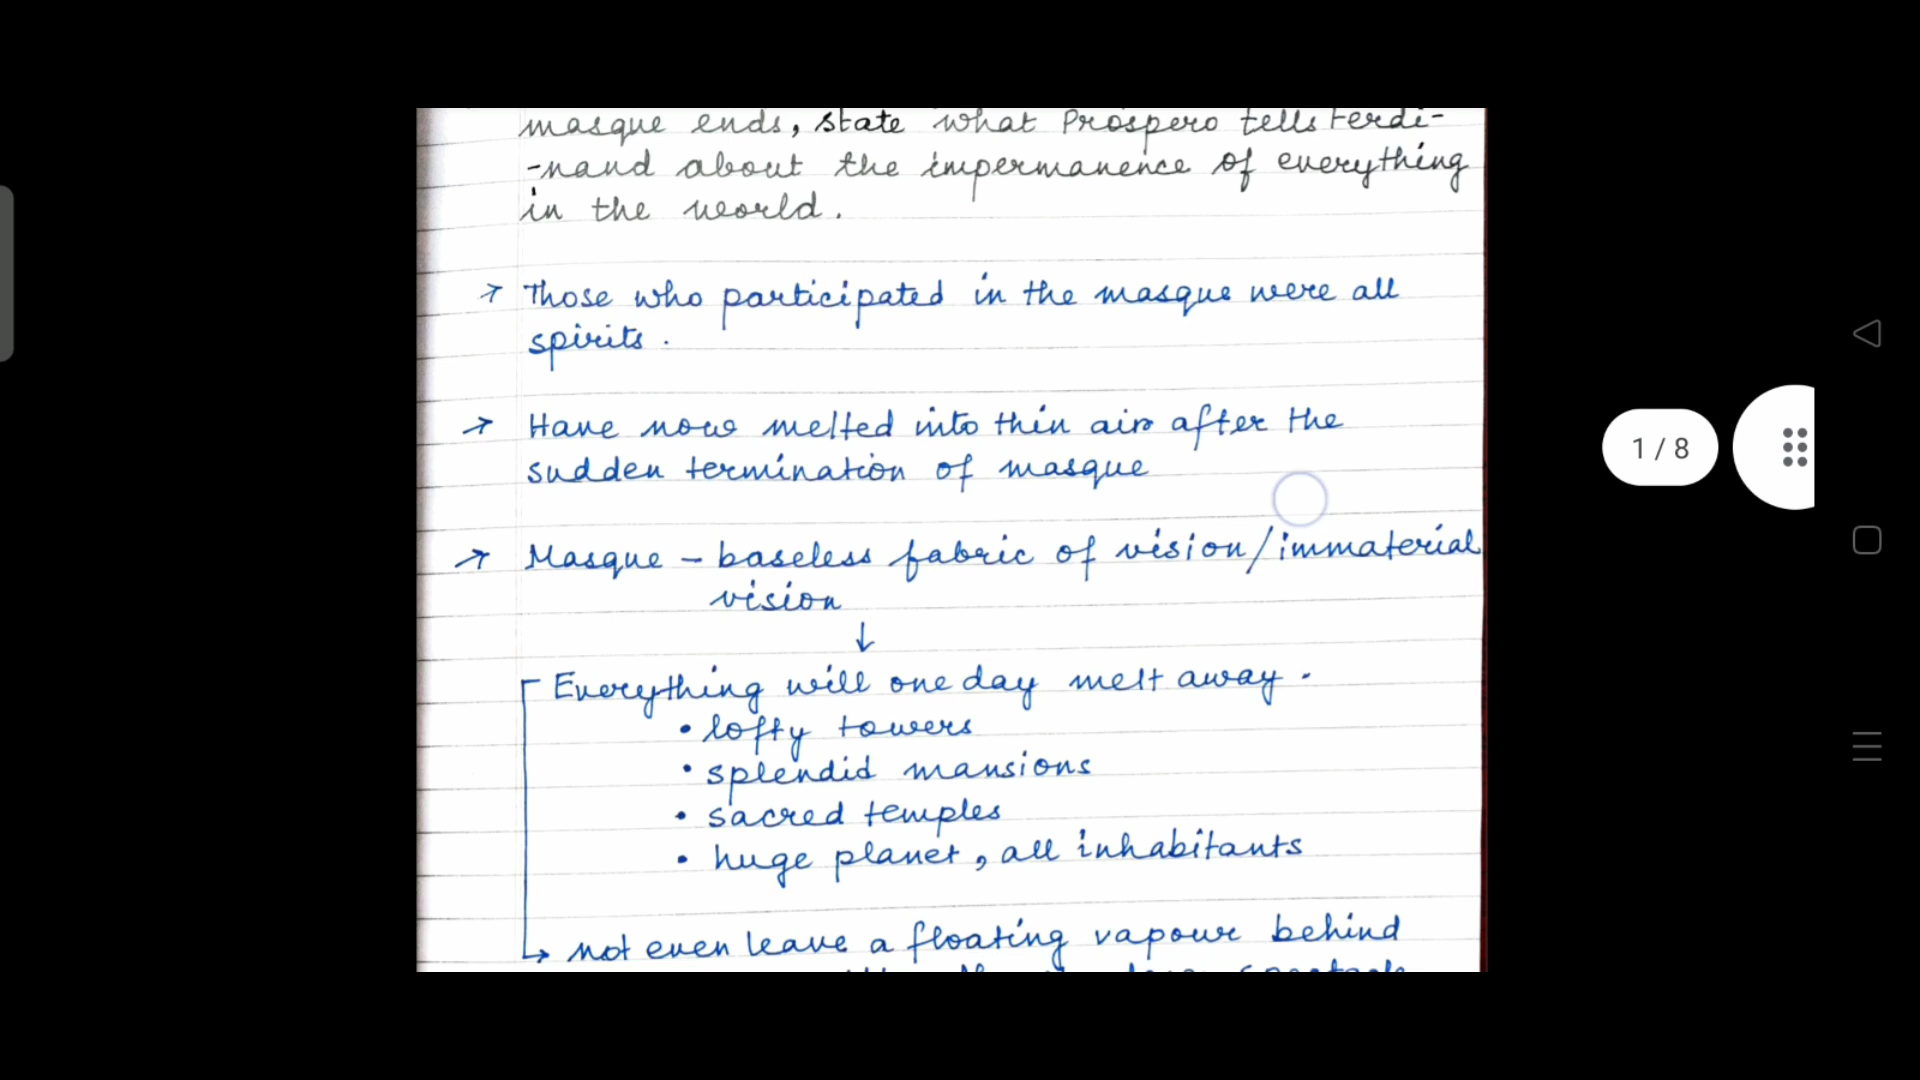 masque ends, state what Prospero tells Ferdi-
-nand about the impermanence of everything
in the world.
→ Those who participated in the masque were all
spirits.
→ Have now melted into thin air after the
sudden termination of masque
1 / 8
→ Masque – baseless fabric of vision/immaterial
vision
↓
Everything will one day melt away.
• lofty towers
• splendid mansions
• sacred temples
• huge planet, all inhabitants
↳ not even leave a floating vapour behind